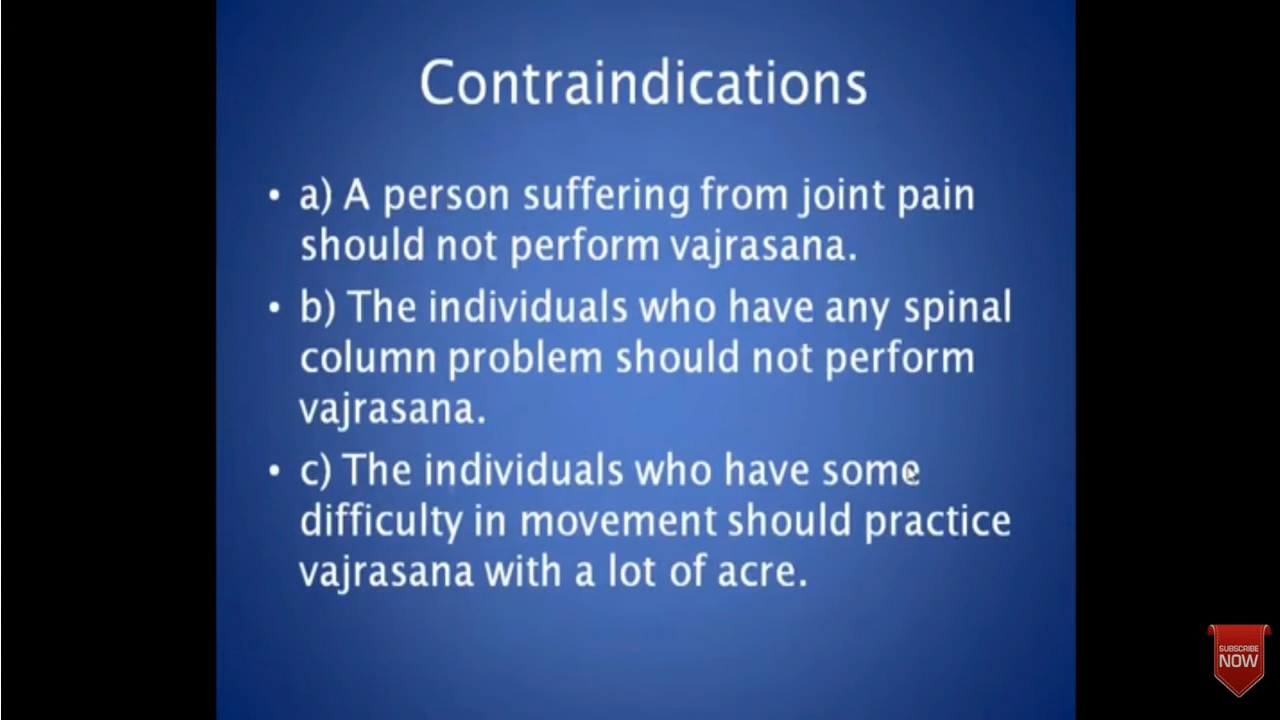 Contraindications
• a) A person suffering from joint pain
should not perform vajrasana.
• b) The individuals who have any spinal
column problem should not perform
vajrasana.
• c) The individuals who have some
difficulty in movement should practice
vajrasana with a lot of acre.
SUBSCRIBE
NOW